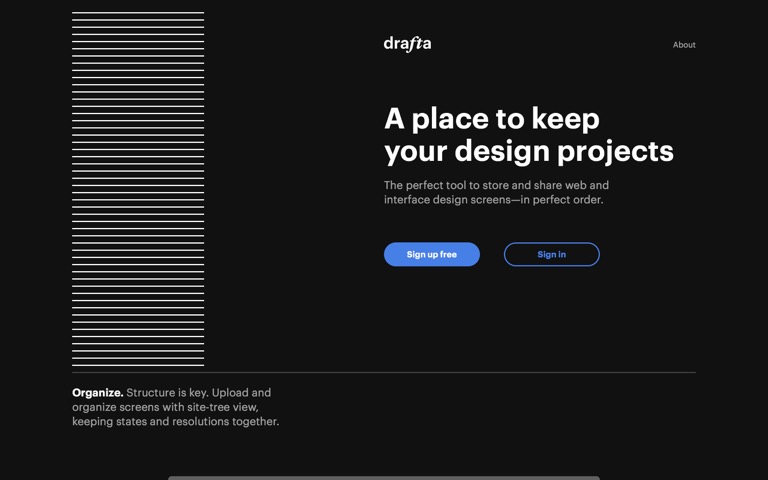 drafta
About
A place to keep
your design projects
The perfect tool to store and share web and
interface design screens—in perfect order.
Sign up free
Sign in
Organize. Structure is key. Upload and
organize screens with site-tree view,
keeping states and resolutions together.